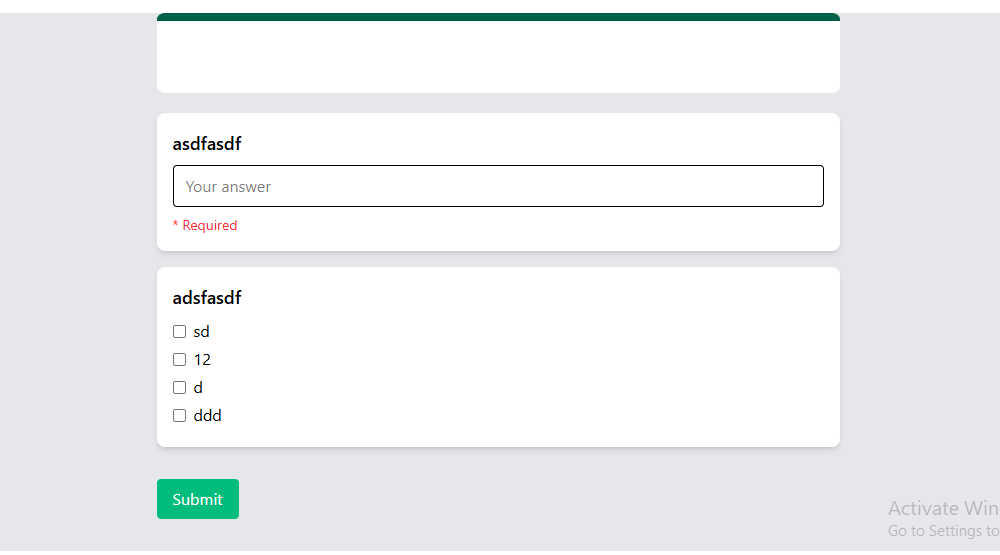 asdfasdf
Your answer
* Required
adsfasdf
sd
12
d
ddd
Submit
Activate Win
Go to Settings to